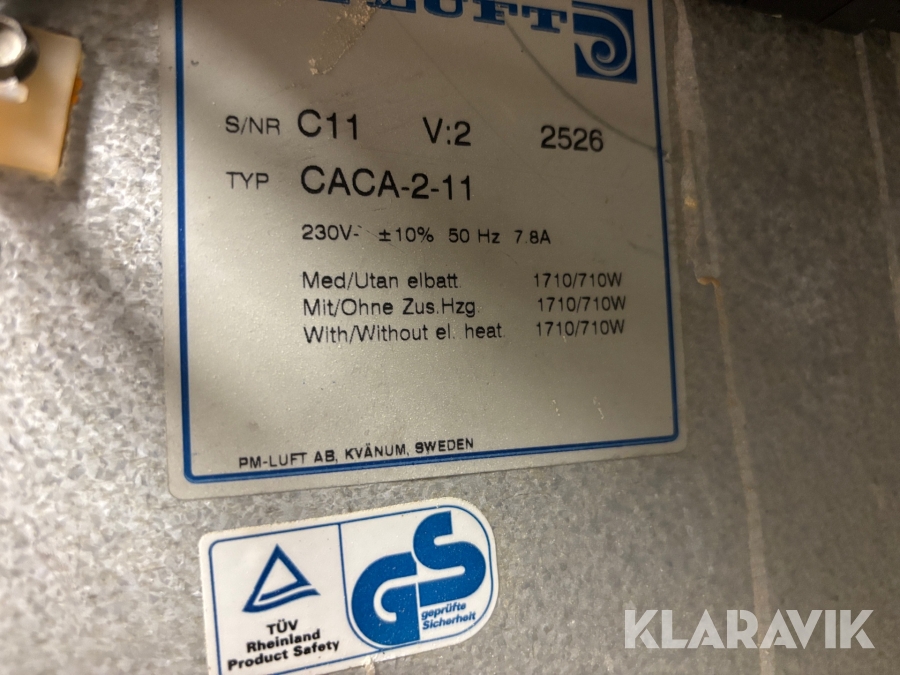 LUFT
S/NR C11 V:2 2526
TYP CACA-2-11
230V~ ±10% 50 Hz 7.8A
Med/Utan elbatt. 1710/710W
Mit/Ohne Zus.Hzg. 1710/710W
With/Without el. heat. 1710/710W
PM-LUFT AB, KVÄNUM, SWEDEN
TÜV
Rheinland
Product Safety
GS
geprüfte
Sicherheit
KLARAVIK